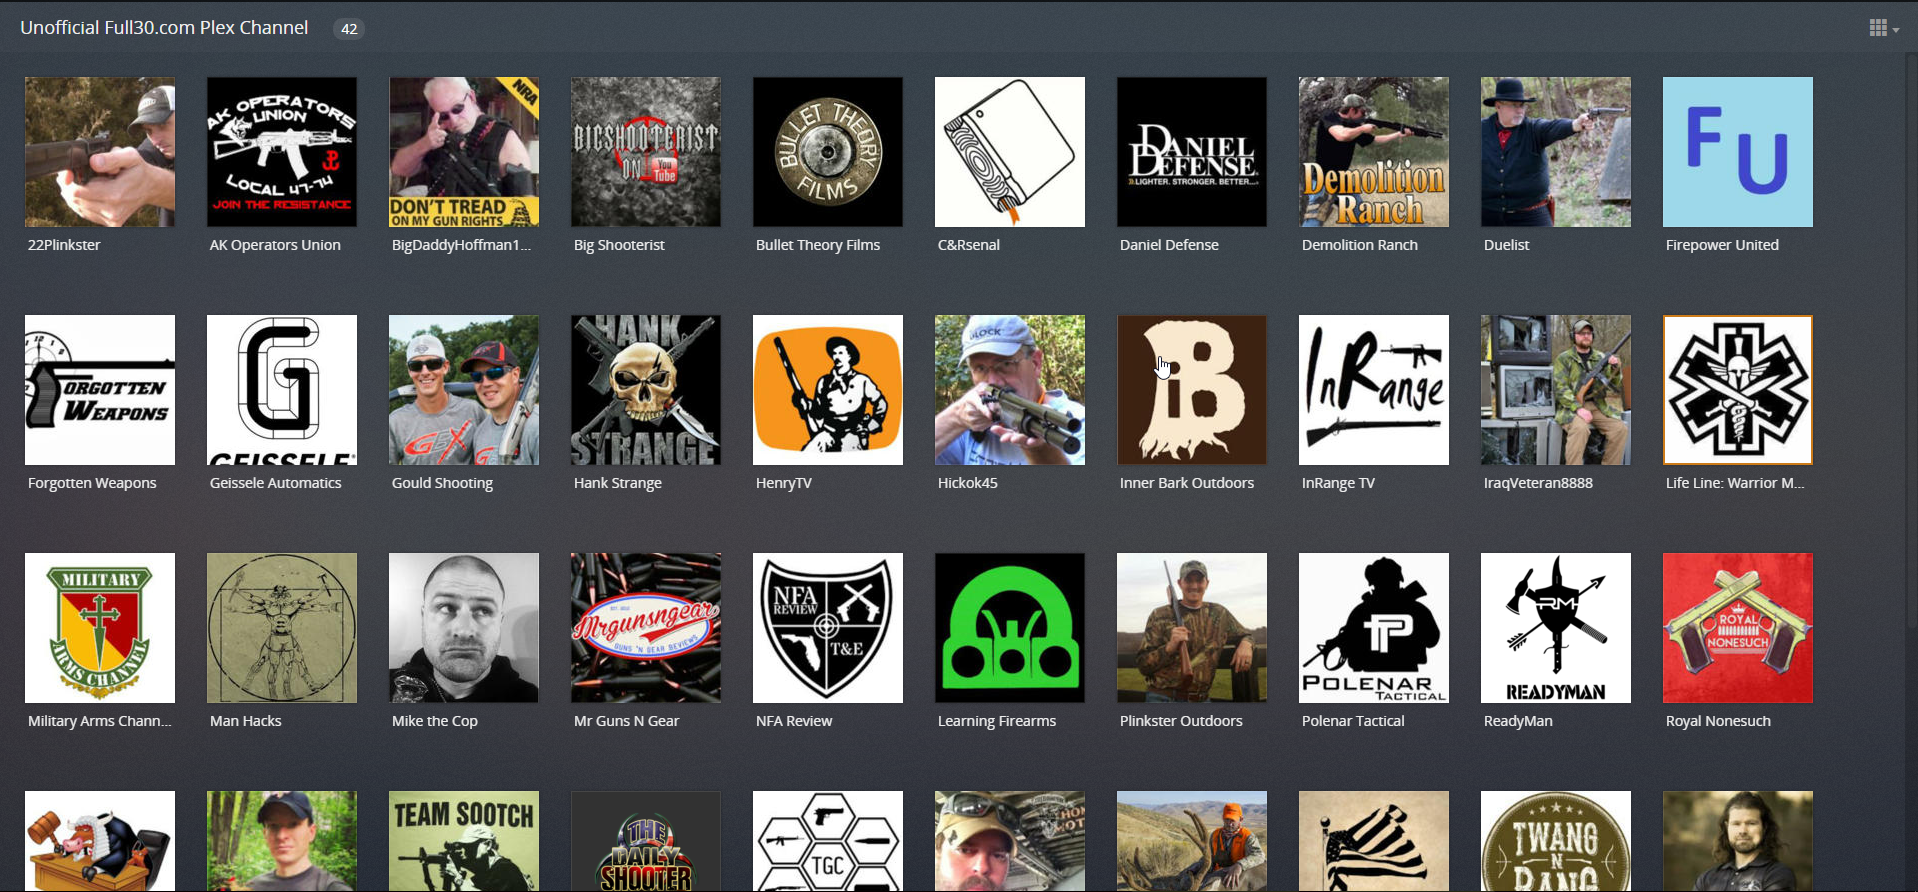 Unofficial Full30.com Plex Channel 42
AK OPERATORS
UNION
LOCAL 47-74
JOIN THE RESISTANCE
NRA
DON'T TREAD
ON MY GUN RIGHTS
BIGSHOOTERIST
ON You
Tube
BULLET THEORY
FILMS
DANIEL
DEFENSE
LIGHTER. STRONGER. BETTER.
Demolition
Ranch
F
U
22Plinkster
AK Operators Union
BigDaddyHoffman1...
Big Shooterist
Bullet Theory Films
C&Rsenal
Daniel Defense
Demolition Ranch
Duelist
Firepower United
FORGOTTEN
WEAPONS
G
GEISSELE
HANK
STRANGE
iB
InRange
Forgotten Weapons
Geissele Automatics
Gould Shooting
Hank Strange
HenryTV
Hickok45
Inner Bark Outdoors
InRange TV
IraqVeteran8888
Life Line: Warrior M...
MILITARY
ARMS CHANNEL
Mrgunsngear
GUNS 'N GEAR REVIEWS
NFA
REVIEW
T&E
TP
POLENAR
TACTICAL
RM
READYMAN
ROYAL
NONESUCH
Military Arms Chann...
Man Hacks
Mike the Cop
Mr Guns N Gear
NFA Review
Learning Firearms
Plinkster Outdoors
Polenar Tactical
ReadyMan
Royal Nonesuch
TEAM SOOTCH
THE
DAILY
SHOOTER
TGC
TWANG
N
BANG